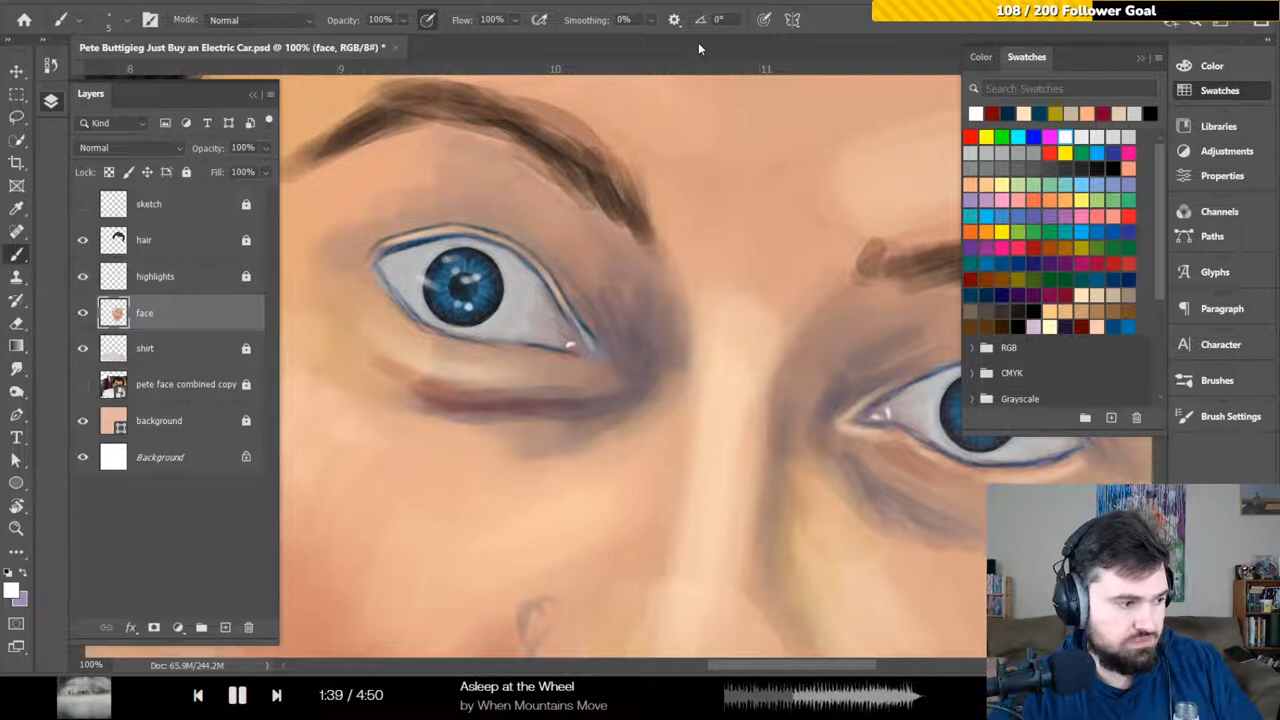 108 / 200 Follower Goal
5
Mode: Normal
Opacity: 100%
Flow: 100%
Smoothing: 0%
0°
Pete Buttigieg Just Buy an Electric Car.psd @ 100% (face, RGB/8#) *
8 9 10 11
Layers
Kind
Normal
Opacity: 100%
Lock:
Fill: 100%
sketch
hair
highlights
face
shirt
pete face combined copy
background
Background
Color
Swatches
Search Swatches
RGB
CMYK
Grayscale
Color
Swatches
Libraries
Adjustments
Properties
Channels
Paths
Glyphs
Paragraph
Character
Brushes
Brush Settings
100%
Doc: 65.9M/244.2M
1:39 / 4:50
Asleep at the Wheel
by When Mountains Move